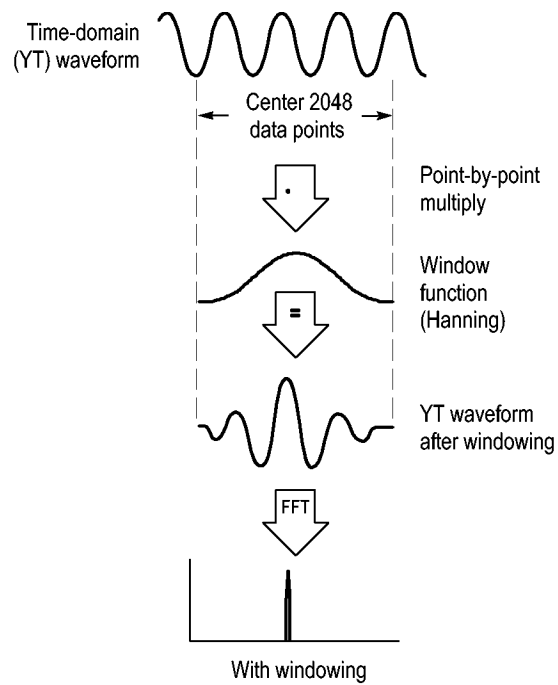 Time-domain
(YT) waveform
Center 2048
data points
Point-by-point
multiply
Window
function
(Hanning)
=
YT waveform
after windowing
FFT
With windowing